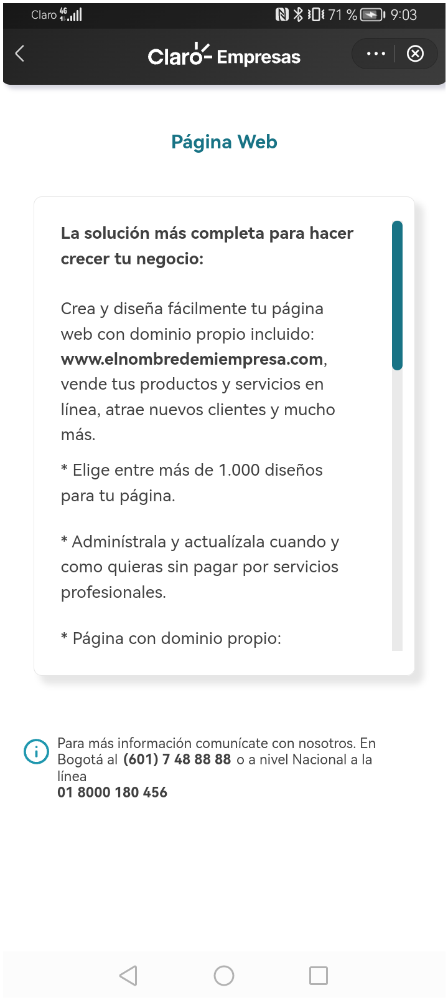 Claro 4G 71 % 9:03
Claro- Empresas
Página Web
La solución más completa para hacer
crecer tu negocio:
Crea y diseña fácilmente tu página
web con dominio propio incluido:
www.elnombredemiempresa.com,
vende tus productos y servicios en
línea, atrae nuevos clientes y mucho
más.
* Elige entre más de 1.000 diseños
para tu página.
* Adminístrala y actualízala cuando y
como quieras sin pagar por servicios
profesionales.
* Página con dominio propio:
Para más información comunícate con nosotros. En
Bogotá al (601) 7 48 88 88 o a nivel Nacional a la
línea
01 8000 180 456